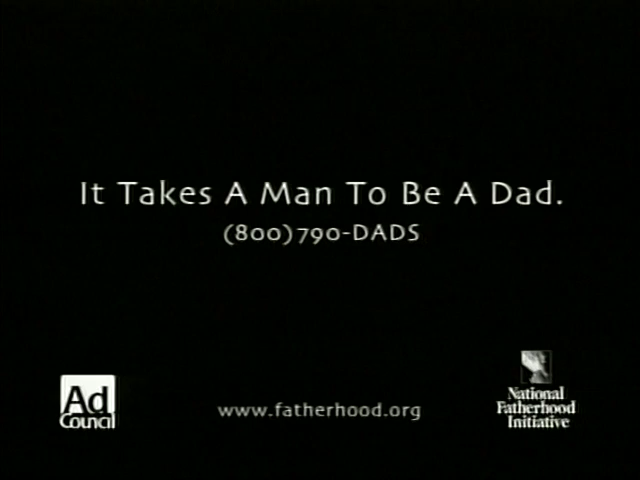 It Takes A Man To Be A Dad.
(800)790-DADS
Ad
Council
www.fatherhood.org
National
Fatherhood
Initiative